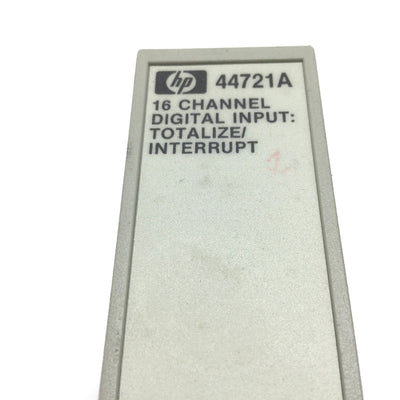 hp 44721A
16 CHANNEL
DIGITAL INPUT:
TOTALIZE/
INTERRUPT